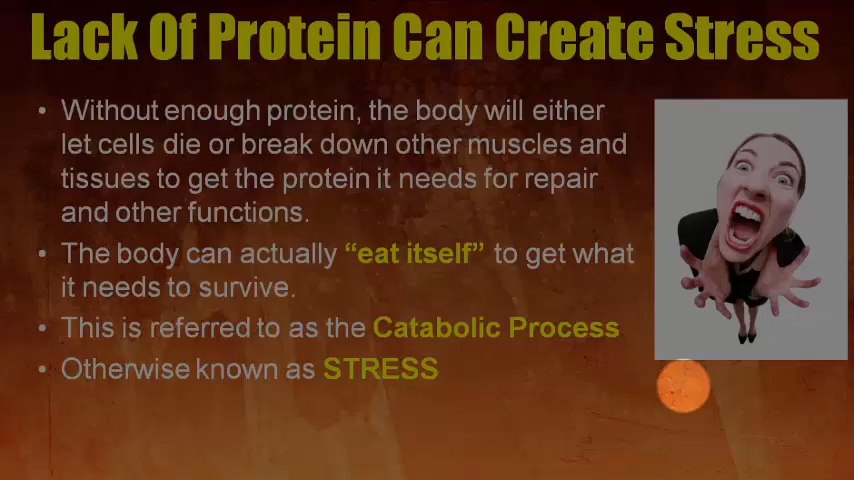 Lack Of Protein Can Create Stress
• Without enough protein, the body will either
let cells die or break down other muscles and
tissues to get the protein it needs for repair
and other functions.
• The body can actually “eat itself” to get what
it needs to survive.
• This is referred to as the Catabolic Process
• Otherwise known as STRESS